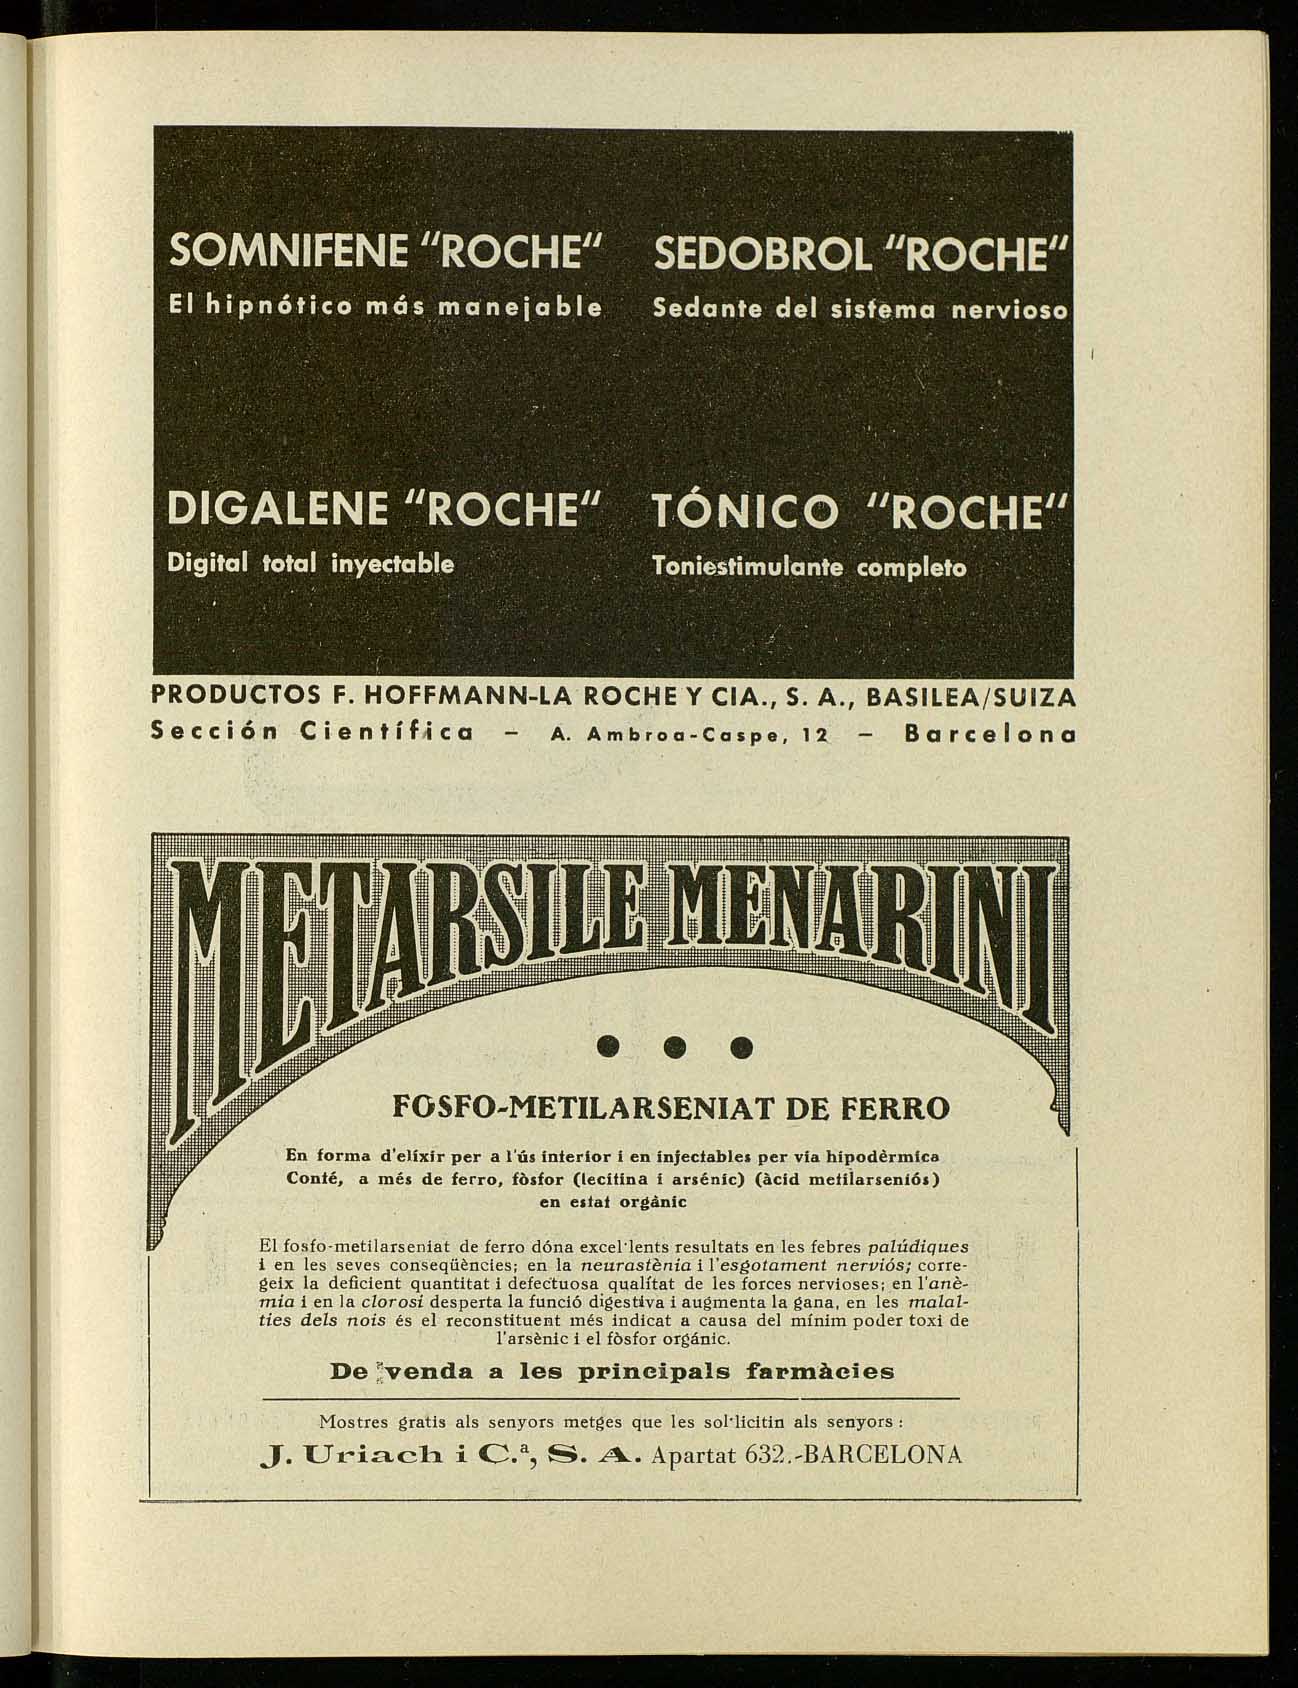 SOMNIFENE "ROCHE"
El hipnótico más manejable
SEDOBROL "ROCHE"
Sedante del sistema nervioso
DIGALENE "ROCHE"
Digital total inyectable
TÓNICO "ROCHE"
Toniestimulante completo
PRODUCTOS F. HOFFMANN-LA ROCHE Y CIA., S. A., BASILEA/SUIZA
Sección Científica - A. Ambroa-Caspe, 12 - Barcelona
METARSILE MENARINI
FOSFO-METILARSENIAT DE FERRO
En forma d'elíxir per a l'ús interior i en injectables per via hipodèrmica
Conté, a més de ferro, fòsfor (lecitina i arsénic) (àcid metilarseniós)
en estat orgànic
El fosfo-metilarseniat de ferro dóna excel·lents resultats en les febres palúdiques
i en les seves conseqüències; en la neurastènia i l'esgotament nerviós; corre-
geix la deficient quantitat i defectuosa qualitat de les forces nervioses; en l'anè-
mia i en la clorosi desperta la funció digestiva i augmenta la gana, en les malal-
ties dels nois és el reconstituent més indicat a causa del mínim poder toxi de
l'arsènic i el fòsfor orgánic.
De venda a les principals farmàcies
Mostres gratis als senyors metges que les sol·licitin als senyors :
J. Uriach i C.ª, S. A. Apartat 632.-BARCELONA